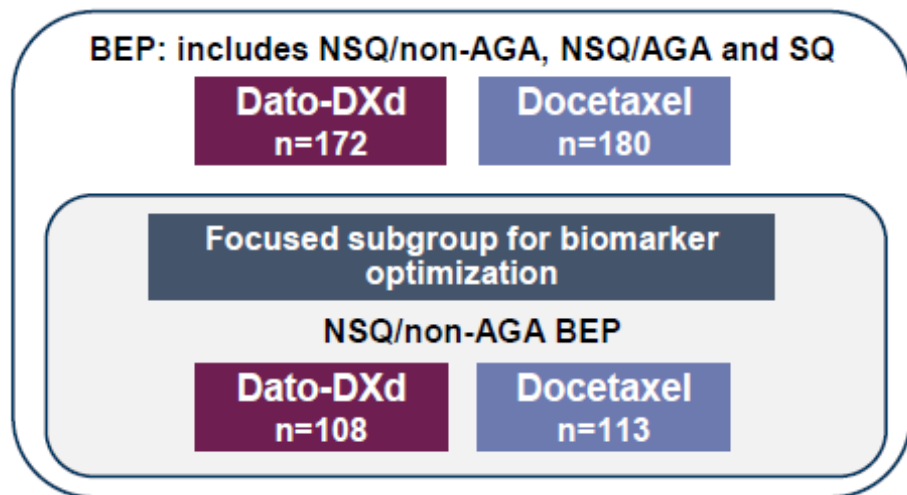 BEP: includes NSQ/non-AGA, NSQ/AGA and SQ
Dato-DXd
n=172
Docetaxel
n=180
Focused subgroup for biomarker
optimization
NSQ/non-AGA BEP
Dato-DXd
n=108
Docetaxel
n=113